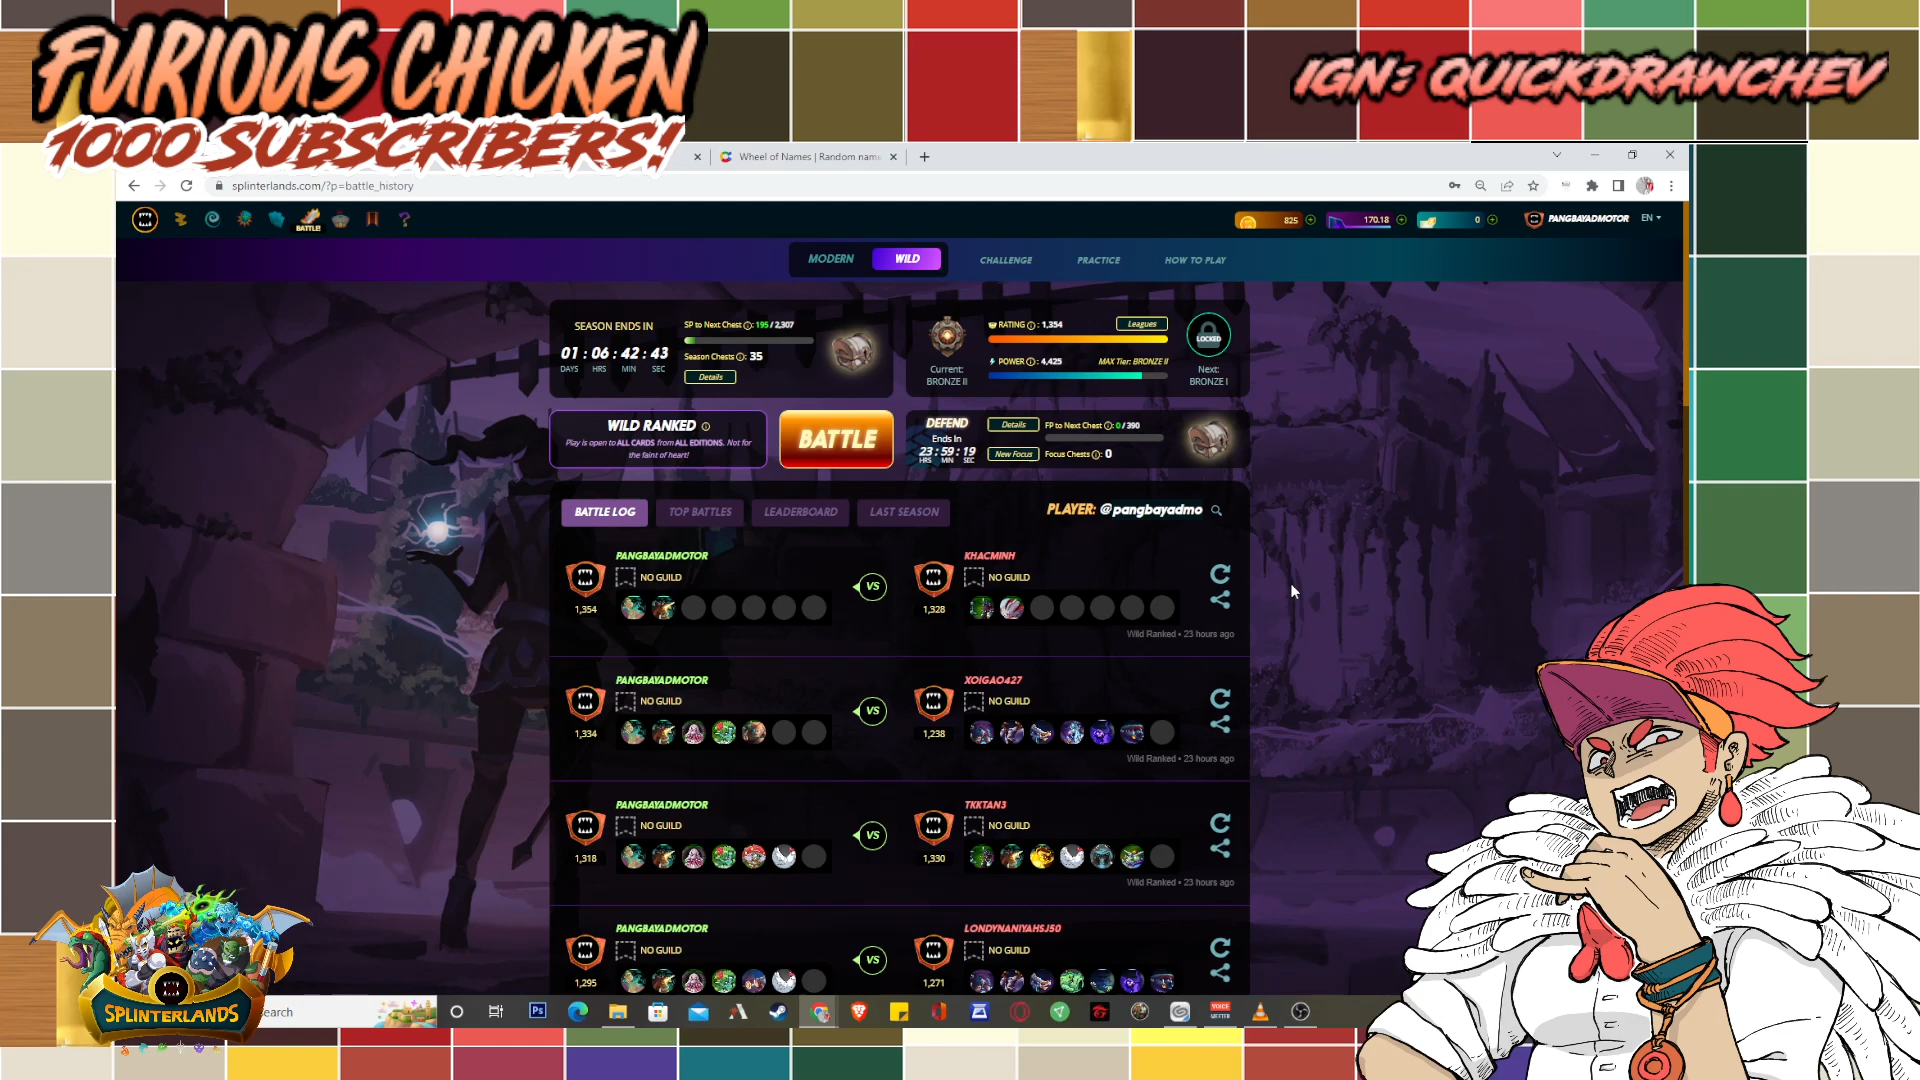 FURIOUS CHICKEN
1000 SUBSCRIBERS!
IGN: QUICKDRAWCHEV
Wheel of Names | Random name
splinterlands.com/?p=battle_history
BATTLE!
825
170.18
0
PANGBAYADMOTOR
EN
MODERN
WILD
CHALLENGE
PRACTICE
HOW TO PLAY
SEASON ENDS IN
01 : 06 : 42 : 43
DAYS HRS MIN SEC
SP to Next Chest : 195 / 2,307
Season Chests : 35
Details
Current:
BRONZE II
RATING : 1,354
Leagues
POWER : 4,425
MAX Tier: BRONZE II
LOCKED
Next:
BRONZE I
WILD RANKED
Play is open to ALL CARDS from ALL EDITIONS. Not for
the faint of heart!
BATTLE
DEFEND
Ends In
23 : 59 : 19
HRS MIN SEC
Details
New Focus
FP to Next Chest : 0 / 390
Focus Chests : 0
BATTLE LOG
TOP BATTLES
LEADERBOARD
LAST SEASON
PLAYER: @pangbayadmo
PANGBAYADMOTOR
NO GUILD
1,354
VS
KHACMINH
NO GUILD
1,328
Wild Ranked • 23 hours ago
PANGBAYADMOTOR
NO GUILD
1,334
VS
XOIGAO427
NO GUILD
1,238
Wild Ranked • 23 hours ago
PANGBAYADMOTOR
NO GUILD
1,318
VS
TKKTAN3
NO GUILD
1,330
Wild Ranked • 23 hours ago
PANGBAYADMOTOR
NO GUILD
1,295
VS
LONDYNANIYAHSJ50
NO GUILD
1,271
SPLINTERLANDS
earch
Ps
VOICE